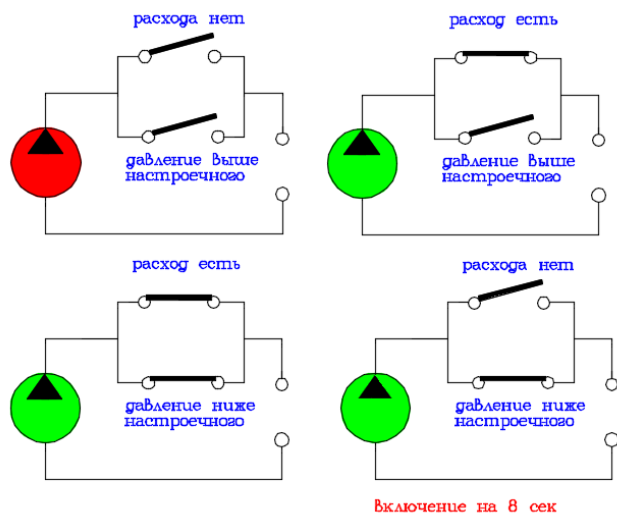 расхода нет
расход есть
давление выше
настроечного
давление выше
настроечного
расход есть
расхода нет
давление ниже
настроечного
давление ниже
настроечного
включение на 8 сек